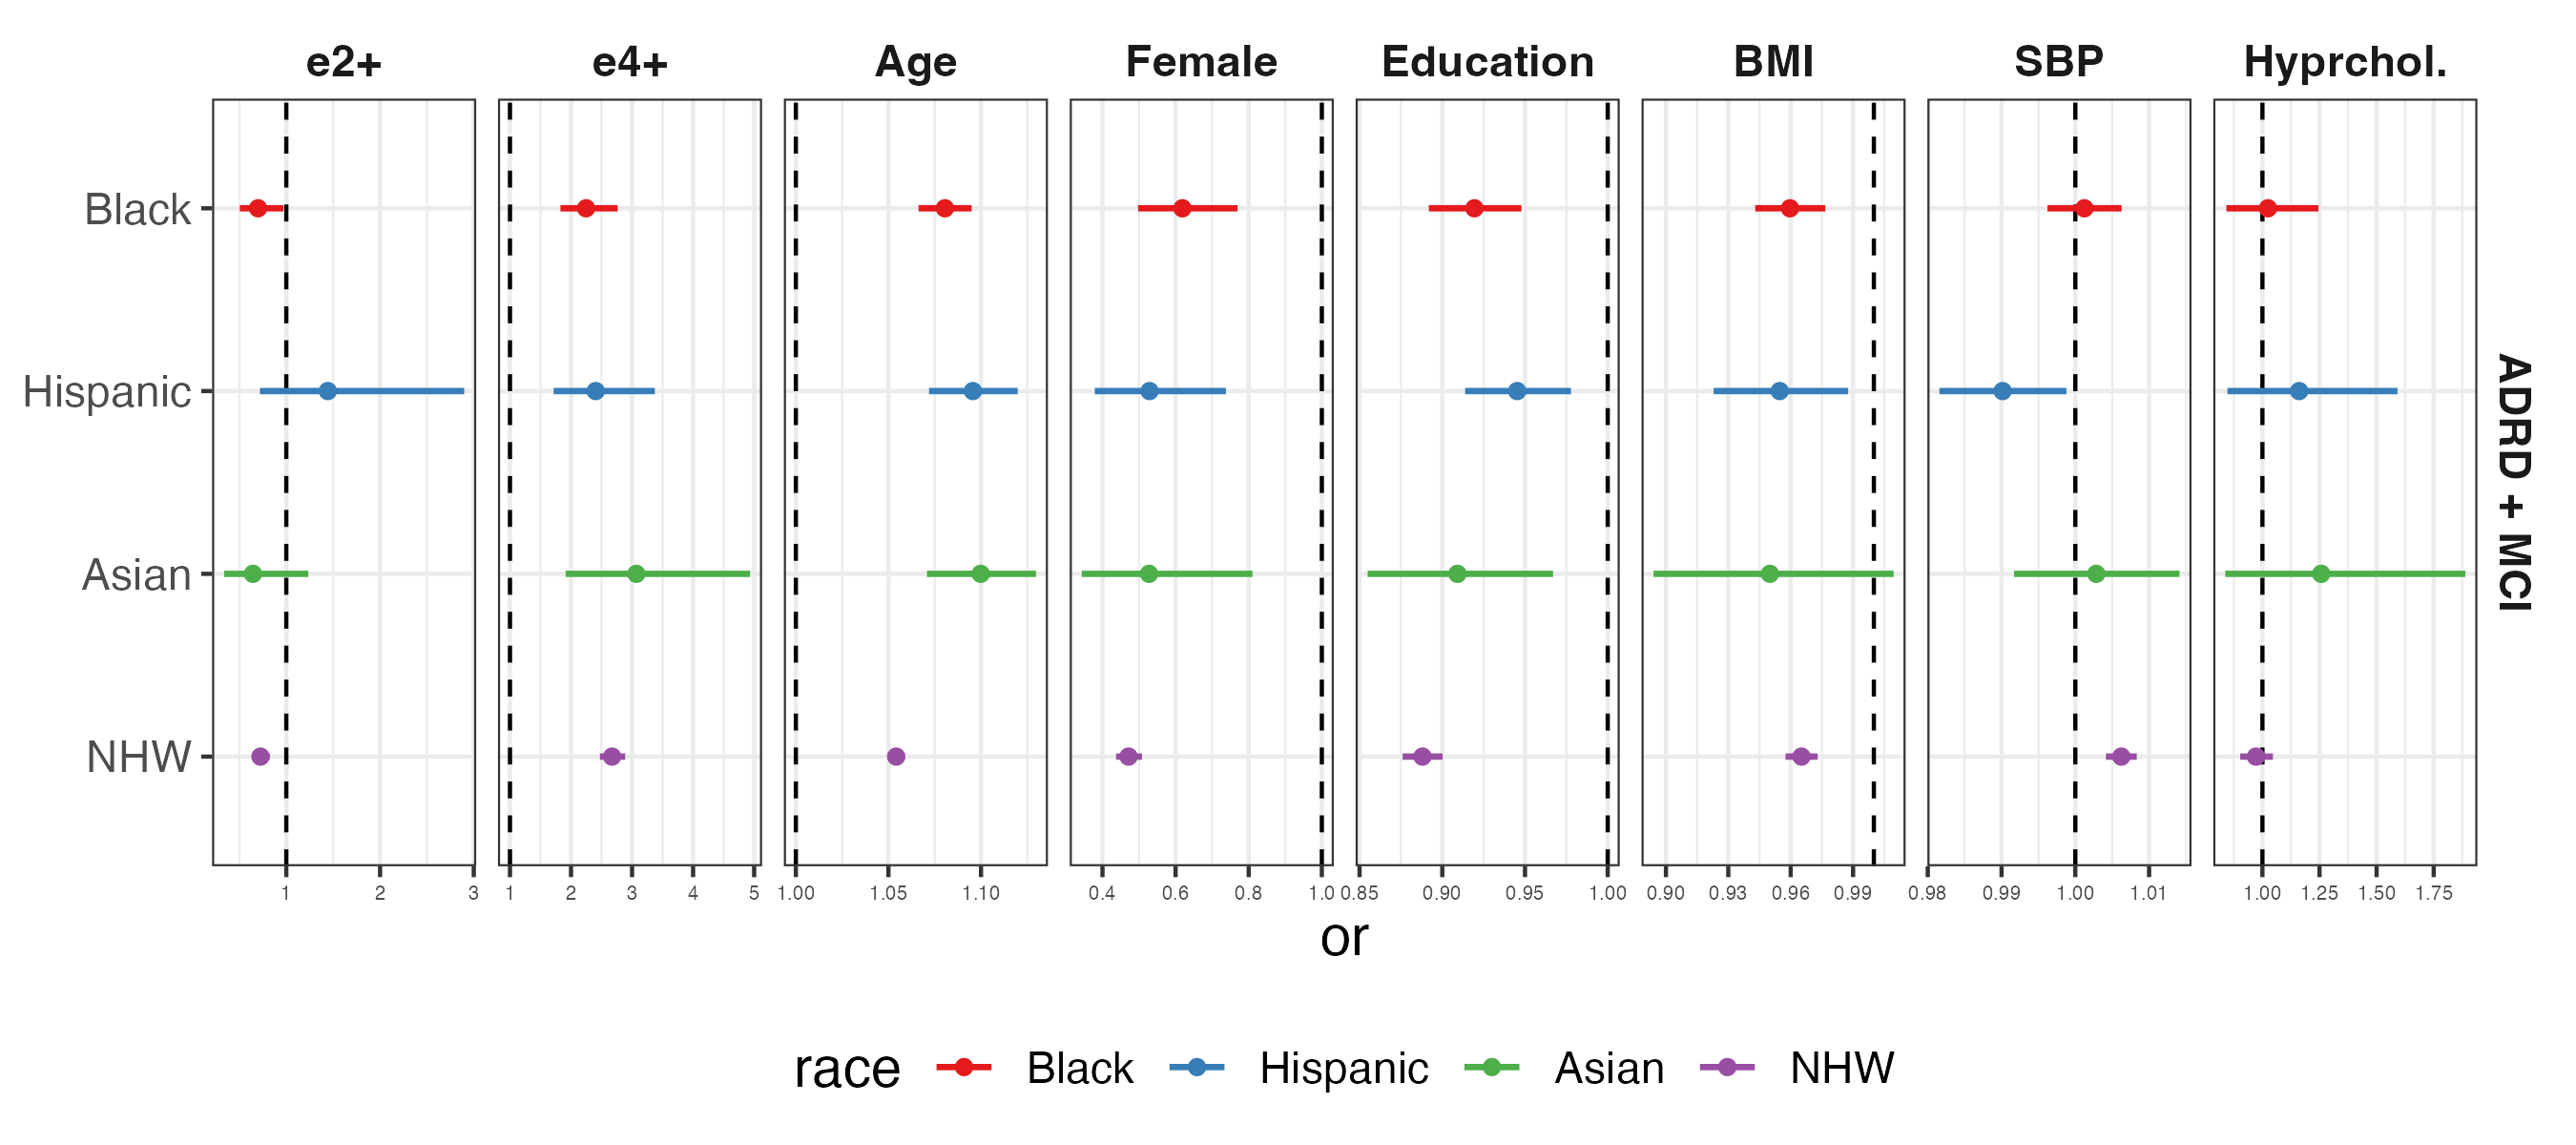 e2+ e4+ Age Female Education BMI SBP Hyprchol.
Black
Hispanic
Asian
NHW
ADRD + MCI
1 2 3 1 2 3 4 5 1.00 1.05 1.10 0.4 0.6 0.8 1.0 0.85 0.90 0.95 1.00 0.90 0.93 0.96 0.99 0.98 0.99 1.00 1.01 1.00 1.25 1.50 1.75
or
race Black Hispanic Asian NHW